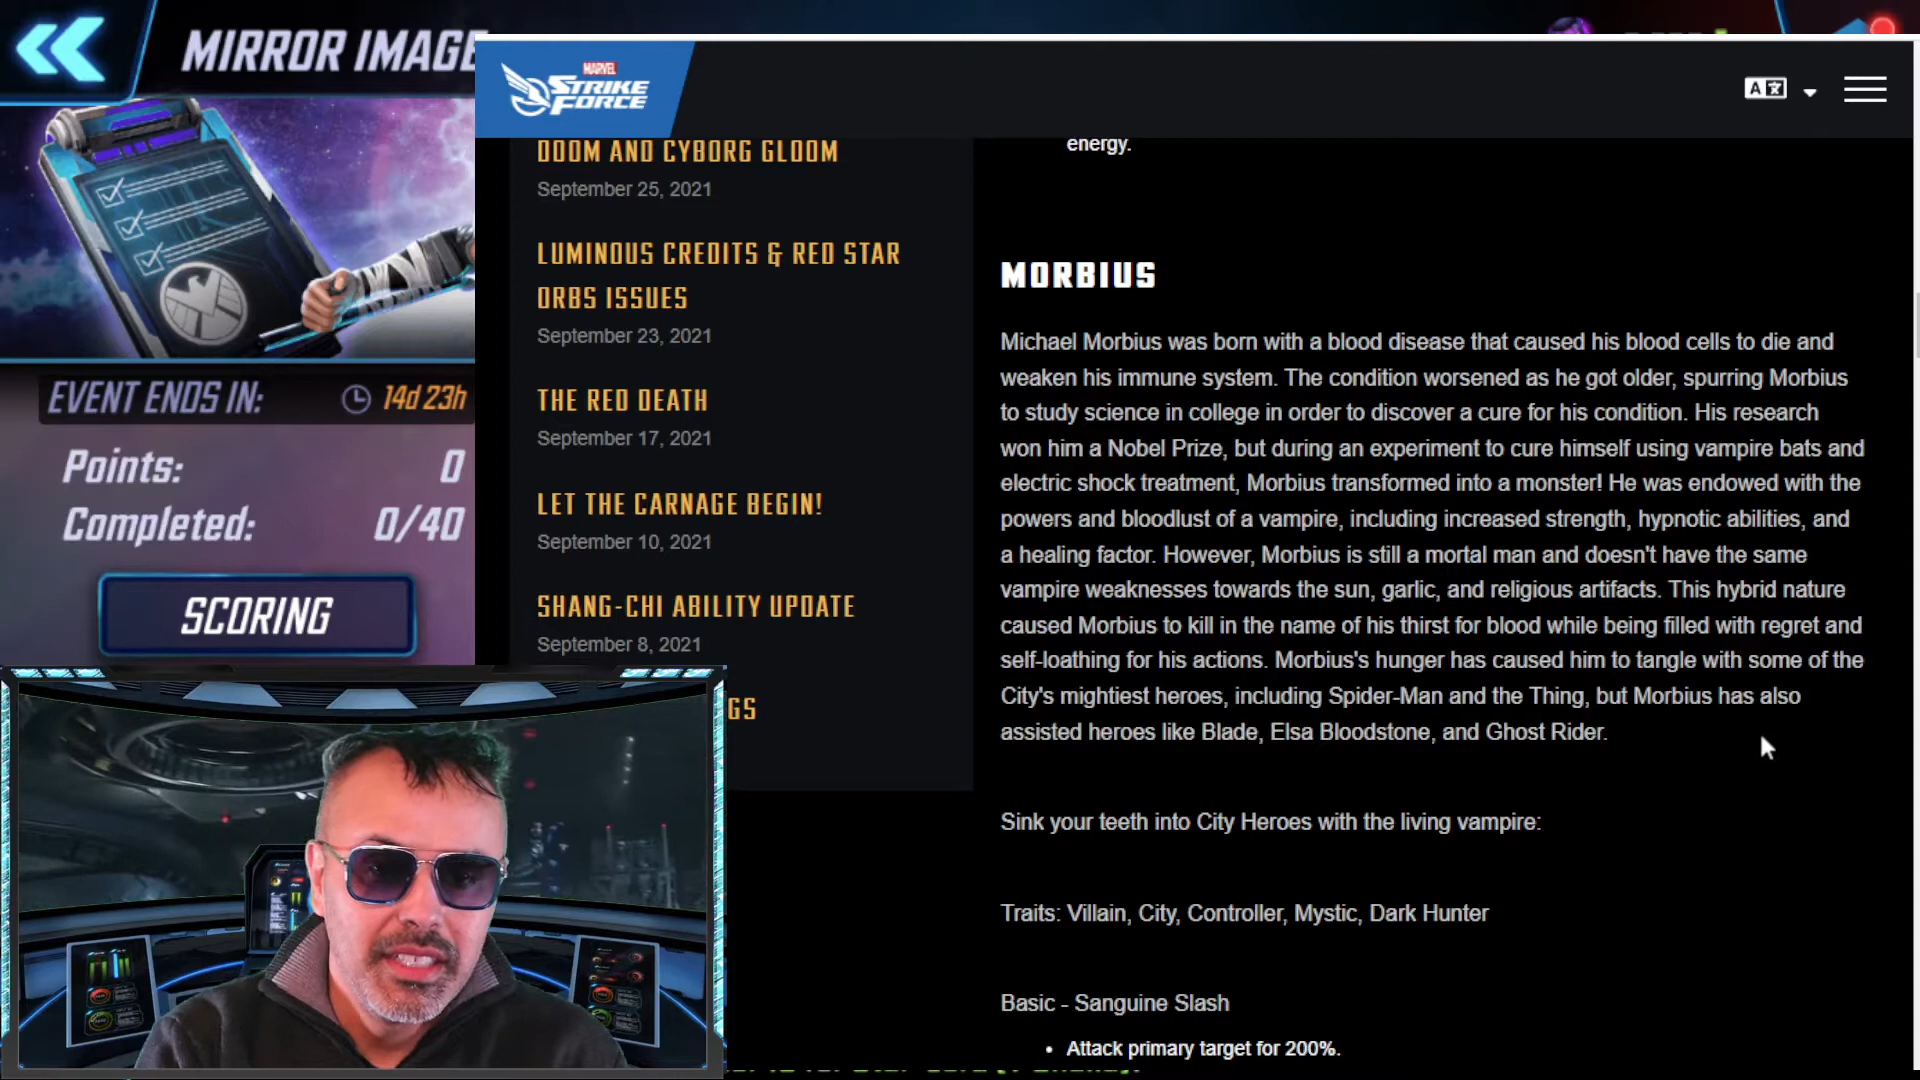 MIRROR IMAGE
EVENT ENDS IN:
14d 23h
Points:
0
Completed:
0/40
SCORING
MARVEL
STRIKE
FORCE
A
DOOM AND CYBORG GLOOM
September 25, 2021
LUMINOUS CREDITS & RED STAR
ORBS ISSUES
September 23, 2021
THE RED DEATH
September 17, 2021
LET THE CARNAGE BEGIN!
September 10, 2021
SHANG-CHI ABILITY UPDATE
September 8, 2021
GS
energy.
MORBIUS
Michael Morbius was born with a blood disease that caused his blood cells to die and
weaken his immune system. The condition worsened as he got older, spurring Morbius
to study science in college in order to discover a cure for his condition. His research
won him a Nobel Prize, but during an experiment to cure himself using vampire bats and
electric shock treatment, Morbius transformed into a monster! He was endowed with the
powers and bloodlust of a vampire, including increased strength, hypnotic abilities, and
a healing factor. However, Morbius is still a mortal man and doesn't have the same
vampire weaknesses towards the sun, garlic, and religious artifacts. This hybrid nature
caused Morbius to kill in the name of his thirst for blood while being filled with regret and
self-loathing for his actions. Morbius's hunger has caused him to tangle with some of the
City's mightiest heroes, including Spider-Man and the Thing, but Morbius has also
assisted heroes like Blade, Elsa Bloodstone, and Ghost Rider.
Sink your teeth into City Heroes with the living vampire:
Traits: Villain, City, Controller, Mystic, Dark Hunter
Basic - Sanguine Slash
• Attack primary target for 200%.